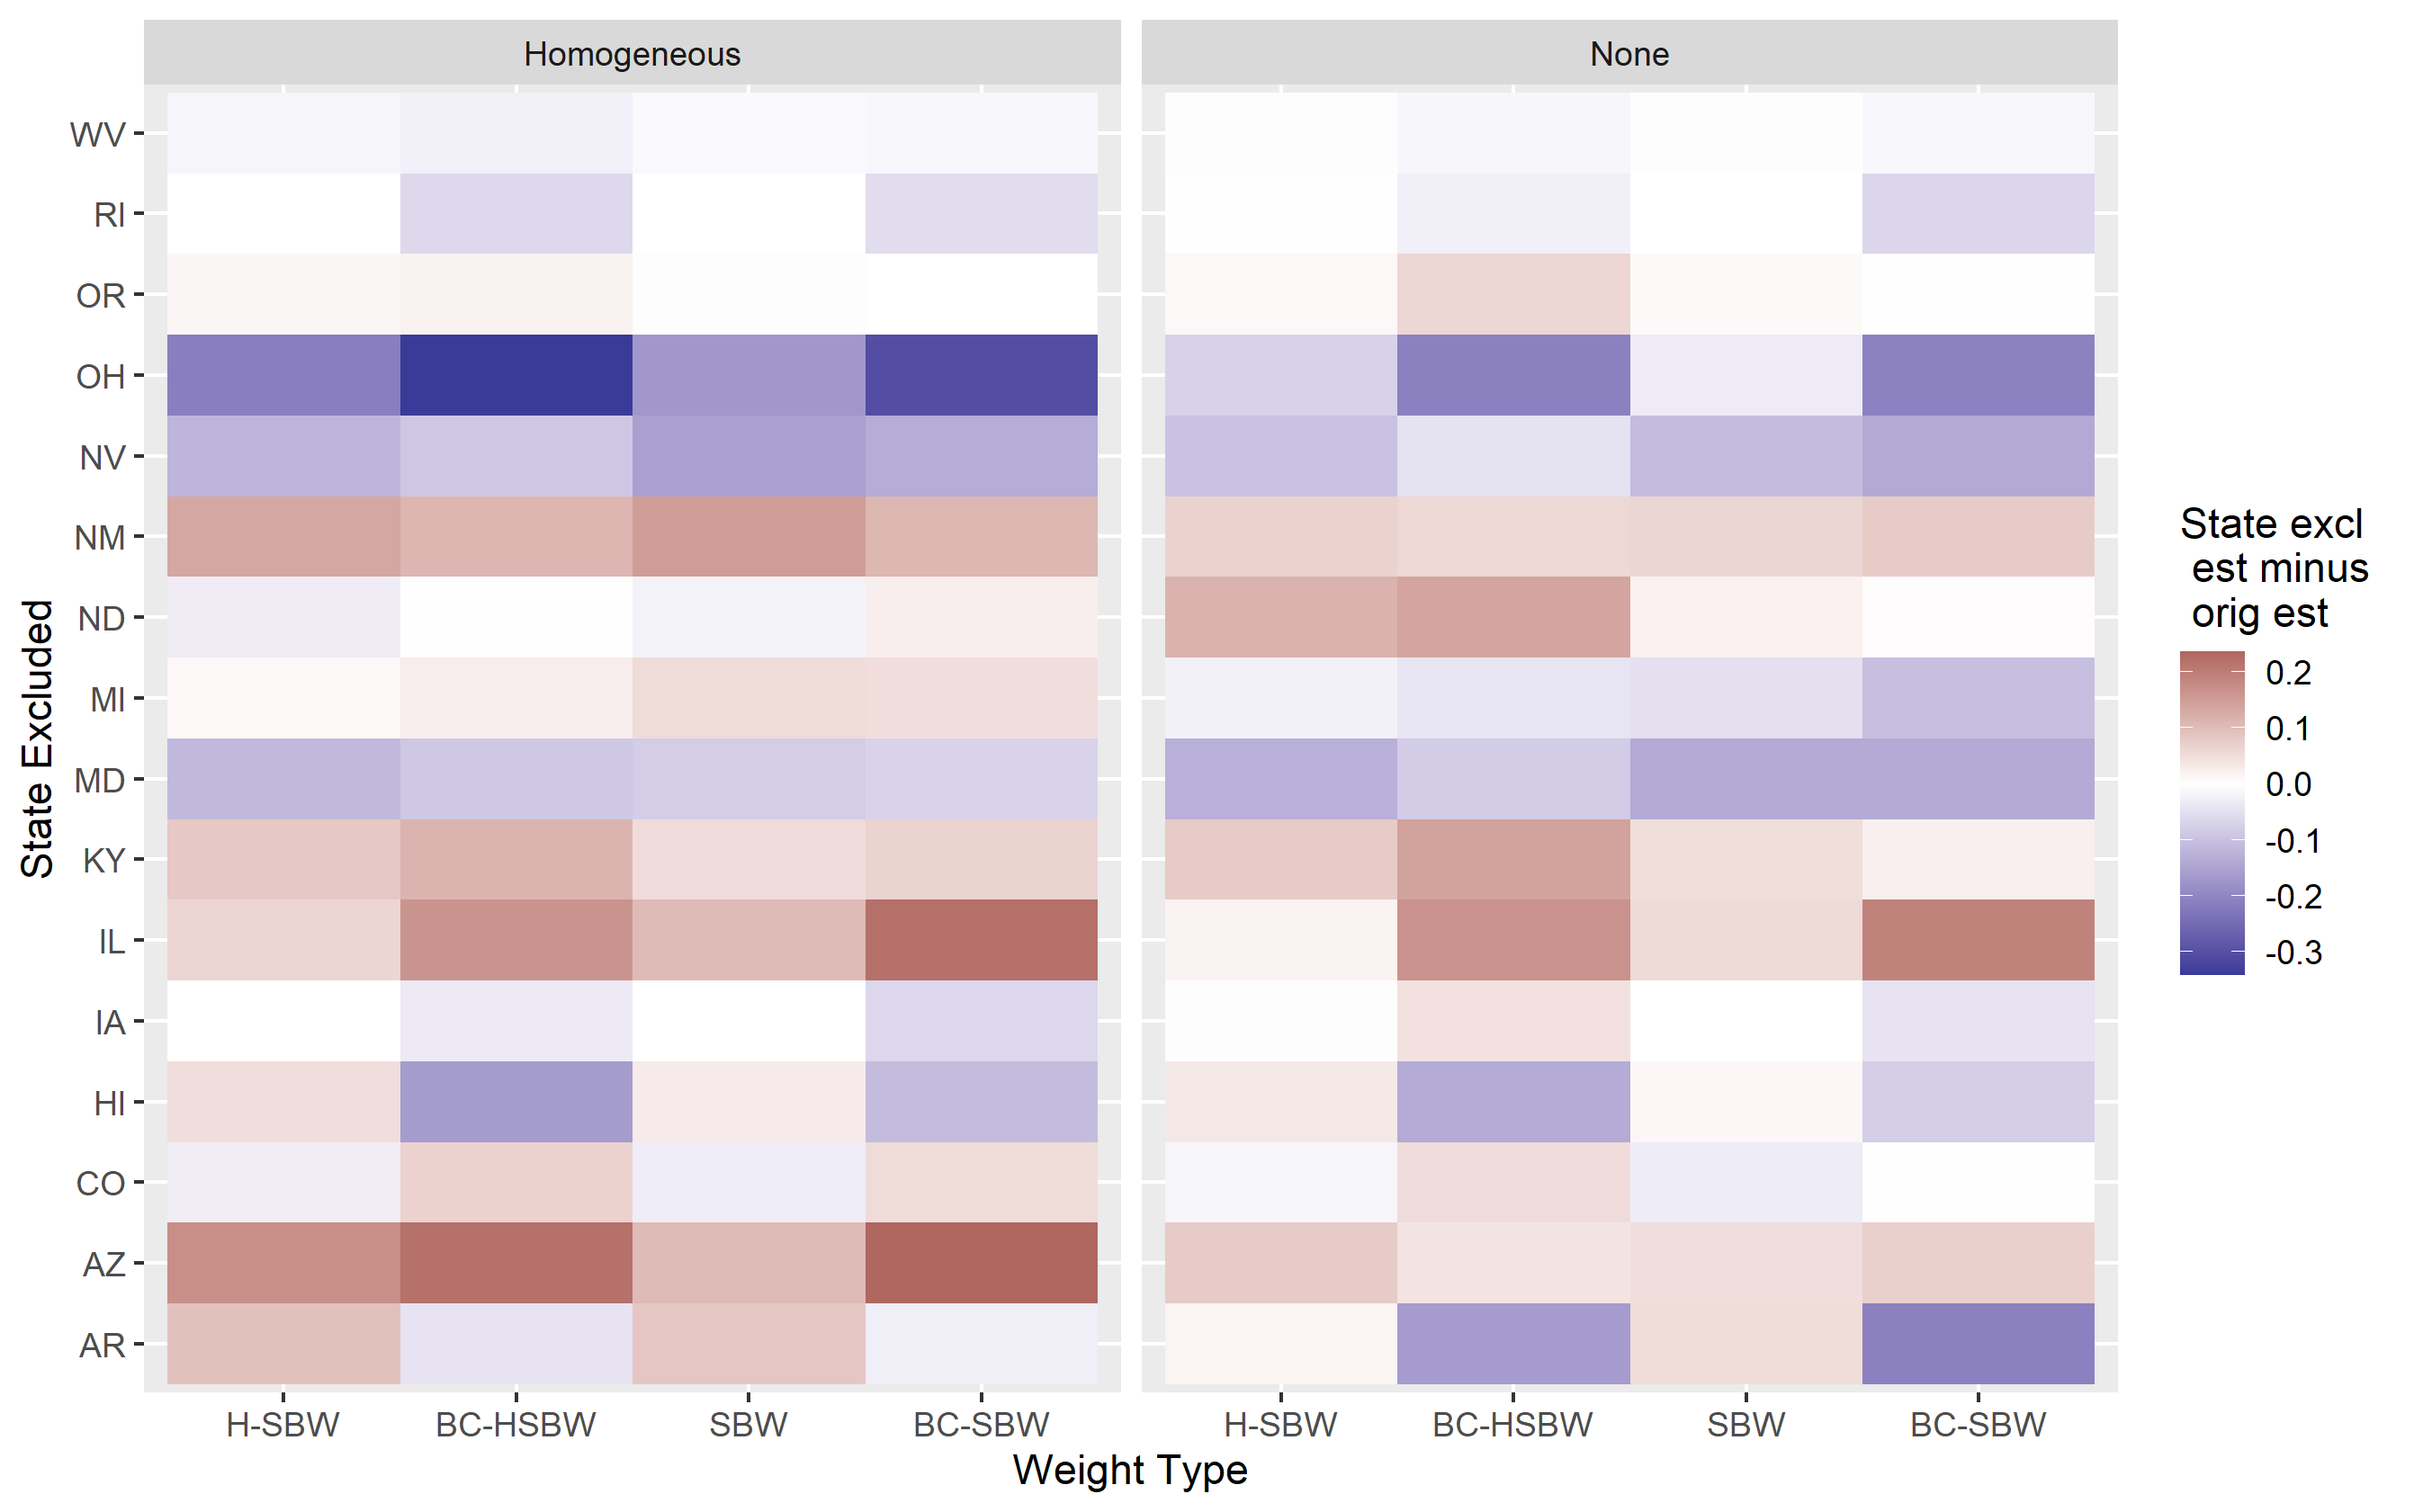 Homogeneous
None
WV
RI
OR
OH
NV
NM
ND
MI
MD
KY
IL
IA
HI
CO
AZ
AR
State Excluded
H-SBW
BC-HSBW
SBW
BC-SBW
H-SBW
BC-HSBW
SBW
BC-SBW
Weight Type
State excl
est minus
orig est
0.2
0.1
0.0
-0.1
-0.2
-0.3